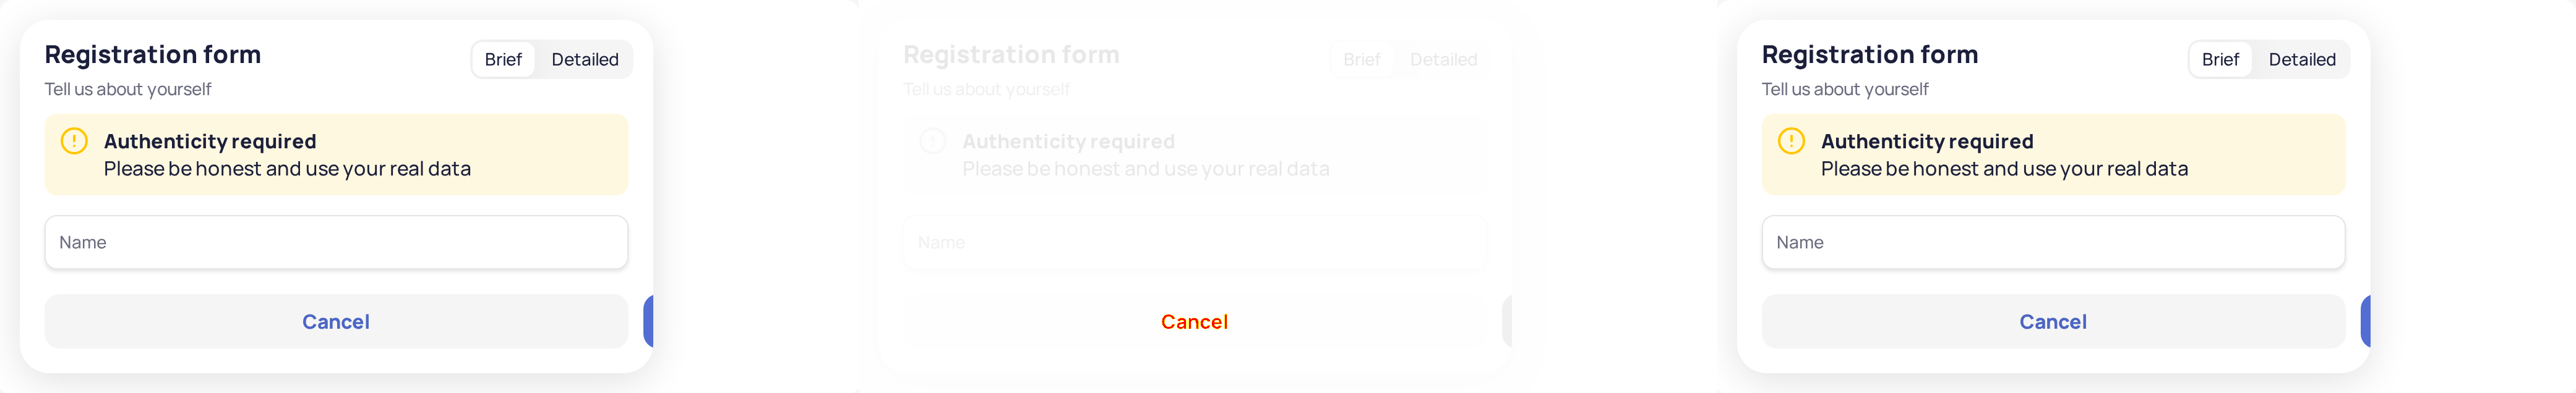 Registration form
Brief Detailed
Tell us about yourself
Authenticity required
Please be honest and use your real data
Name
Cancel
Registration form
Brief Detailed
Tell us about yourself
Authenticity required
Please be honest and use your real data
Name
Cancel
Registration form
Brief Detailed
Tell us about yourself
Authenticity required
Please be honest and use your real data
Name
Cancel